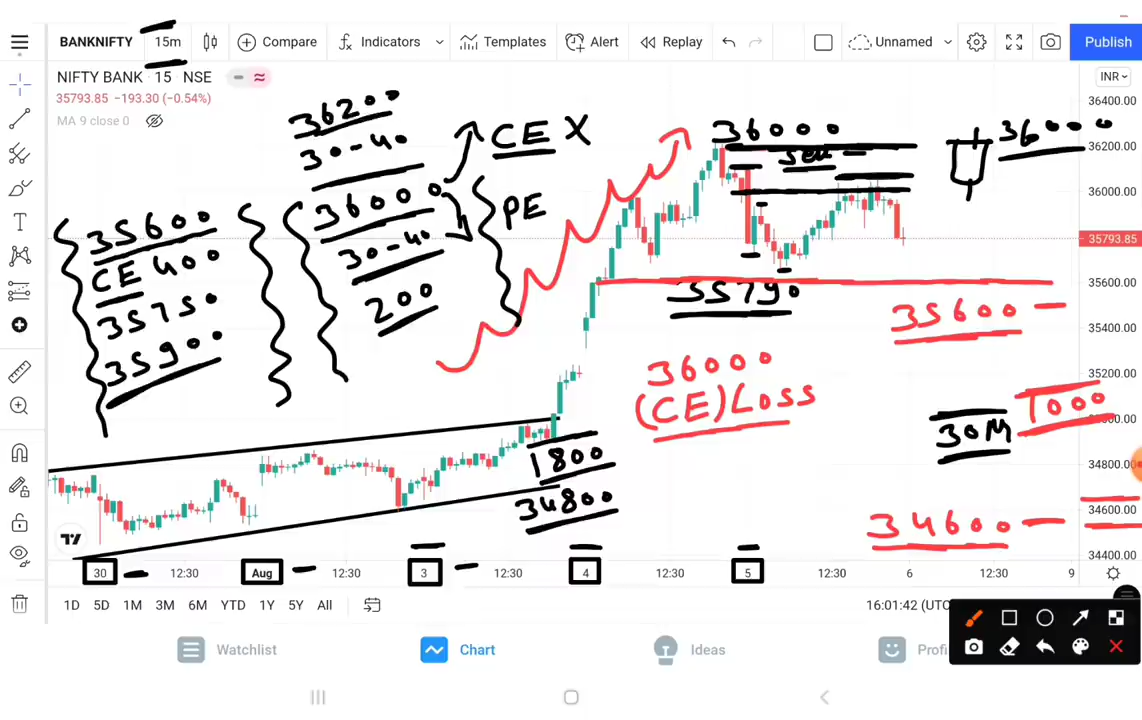 BANKNIFTY 15m Compare Indicators Templates Alert Replay Unnamed Publish
NIFTY BANK · 15 · NSE
INR
35793.85 -193.30 (-0.54%)
MA 9 close 0
36400.00
36200.00
36000.00
35793.85
35600.00
35400.00
35200.00
35000.00
34800.00
34600.00
34400.00
36200
30-40
CE X
36000
30-40
200
PE
35600
CE 400
35750
35900
36000
sell
36000
35790
35600
36000
(CE) Loss
1000
30M
1800
34800
34600
30 12:30 Aug 12:30 3 12:30 4 12:30 5 12:30 6 12:30 9
1D 5D 1M 3M 6M YTD 1Y 5Y All 16:01:42 (UTC
Watchlist Chart Ideas Profi